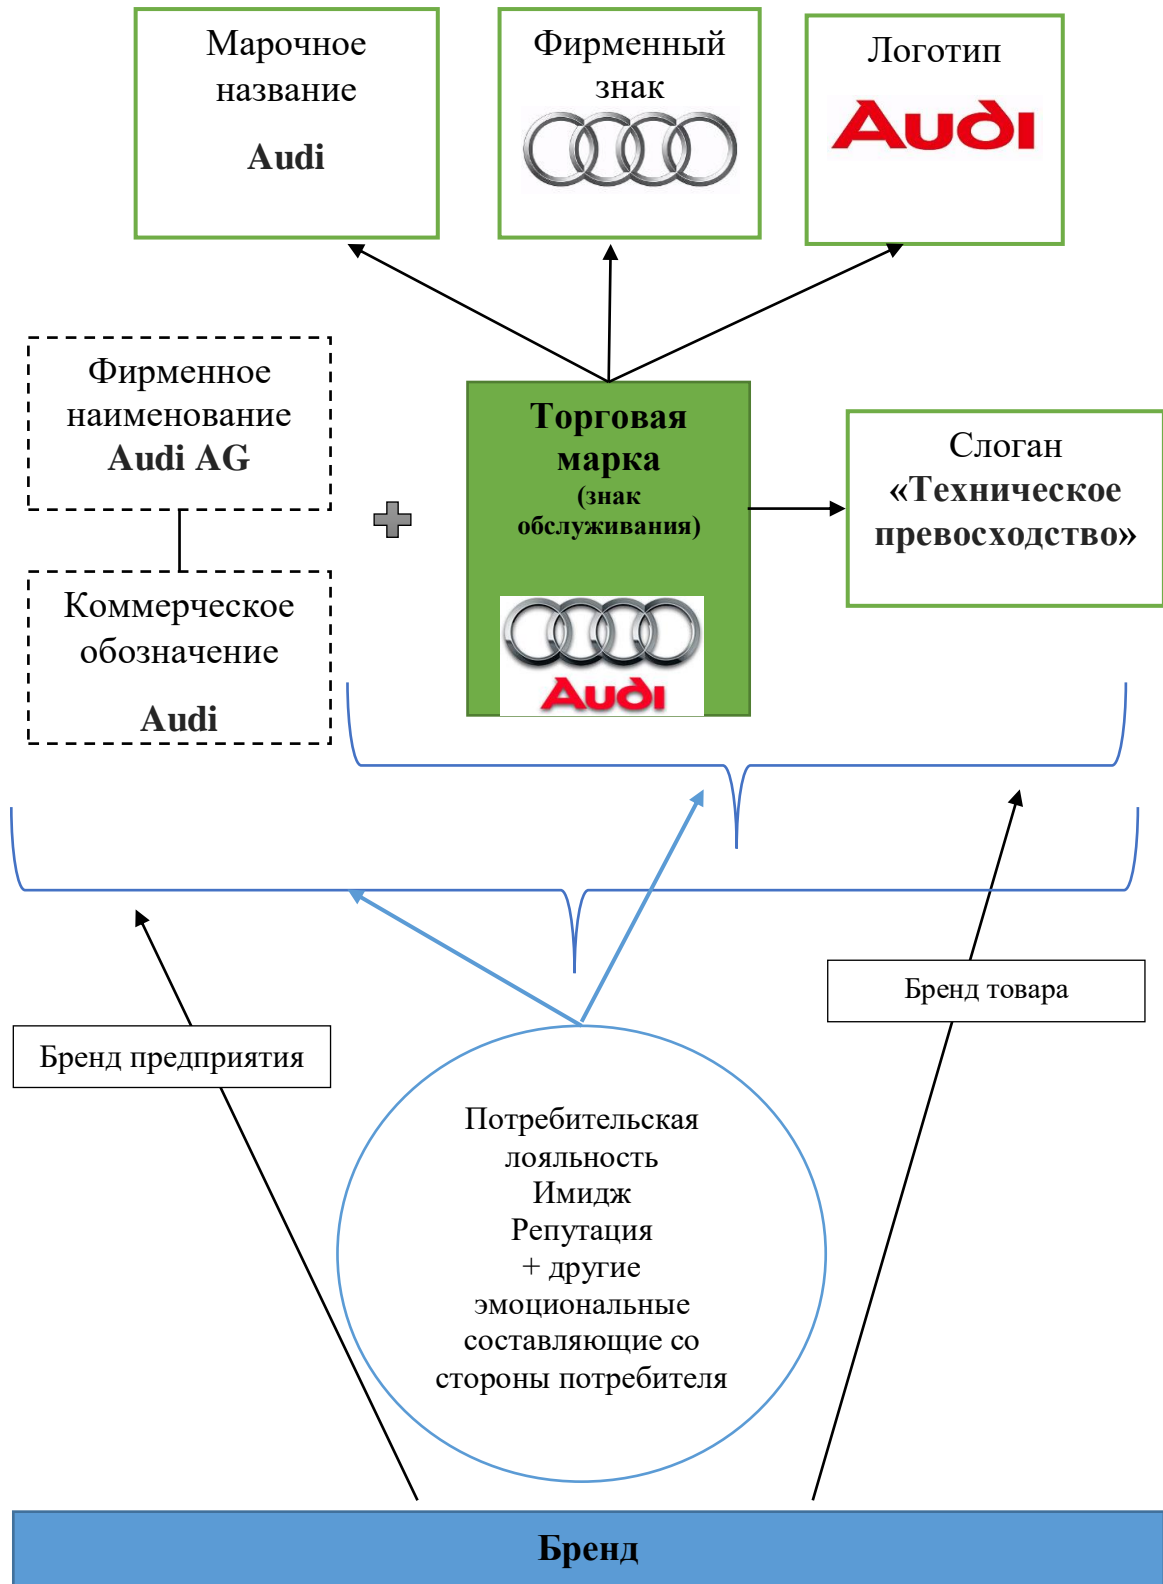 Марочное
название
Audi
Фирменный
знак
Логотип
Audi
Фирменное
наименование
Audi AG
Торговая
марка
(знак
обслуживания)
Audi
Слоган
«Техническое
превосходство»
Коммерческое
обозначение
Audi
Бренд товара
Бренд предприятия
Потребительская
лояльность
Имидж
Репутация
+ другие
эмоциональные
составляющие со
стороны потребителя
Бренд